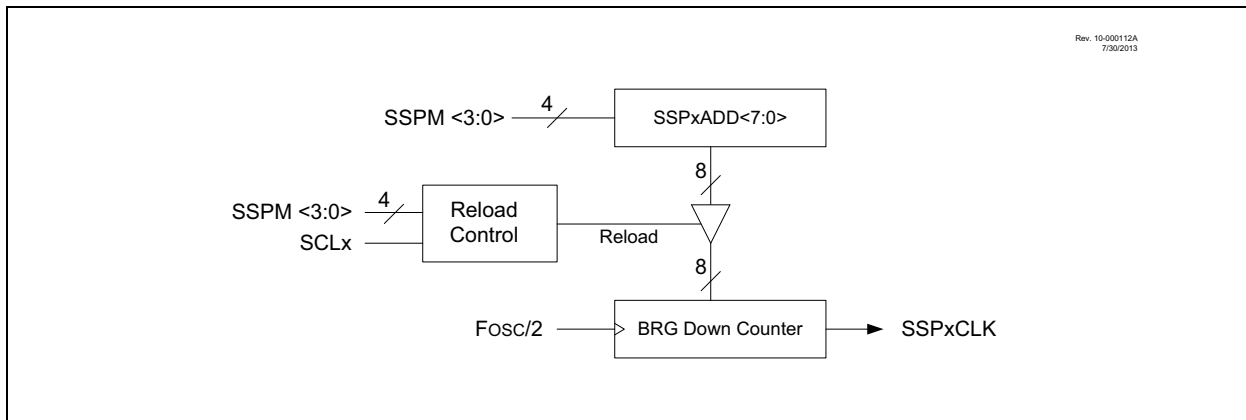 Rev. 10-000112A
7/30/2013
SSPM <3:0>
4
SSPxADD<7:0>
8
SSPM <3:0>
4
SCLx
Reload
Control
Reload
8
FOSC/2
BRG Down Counter
SSPxCLK